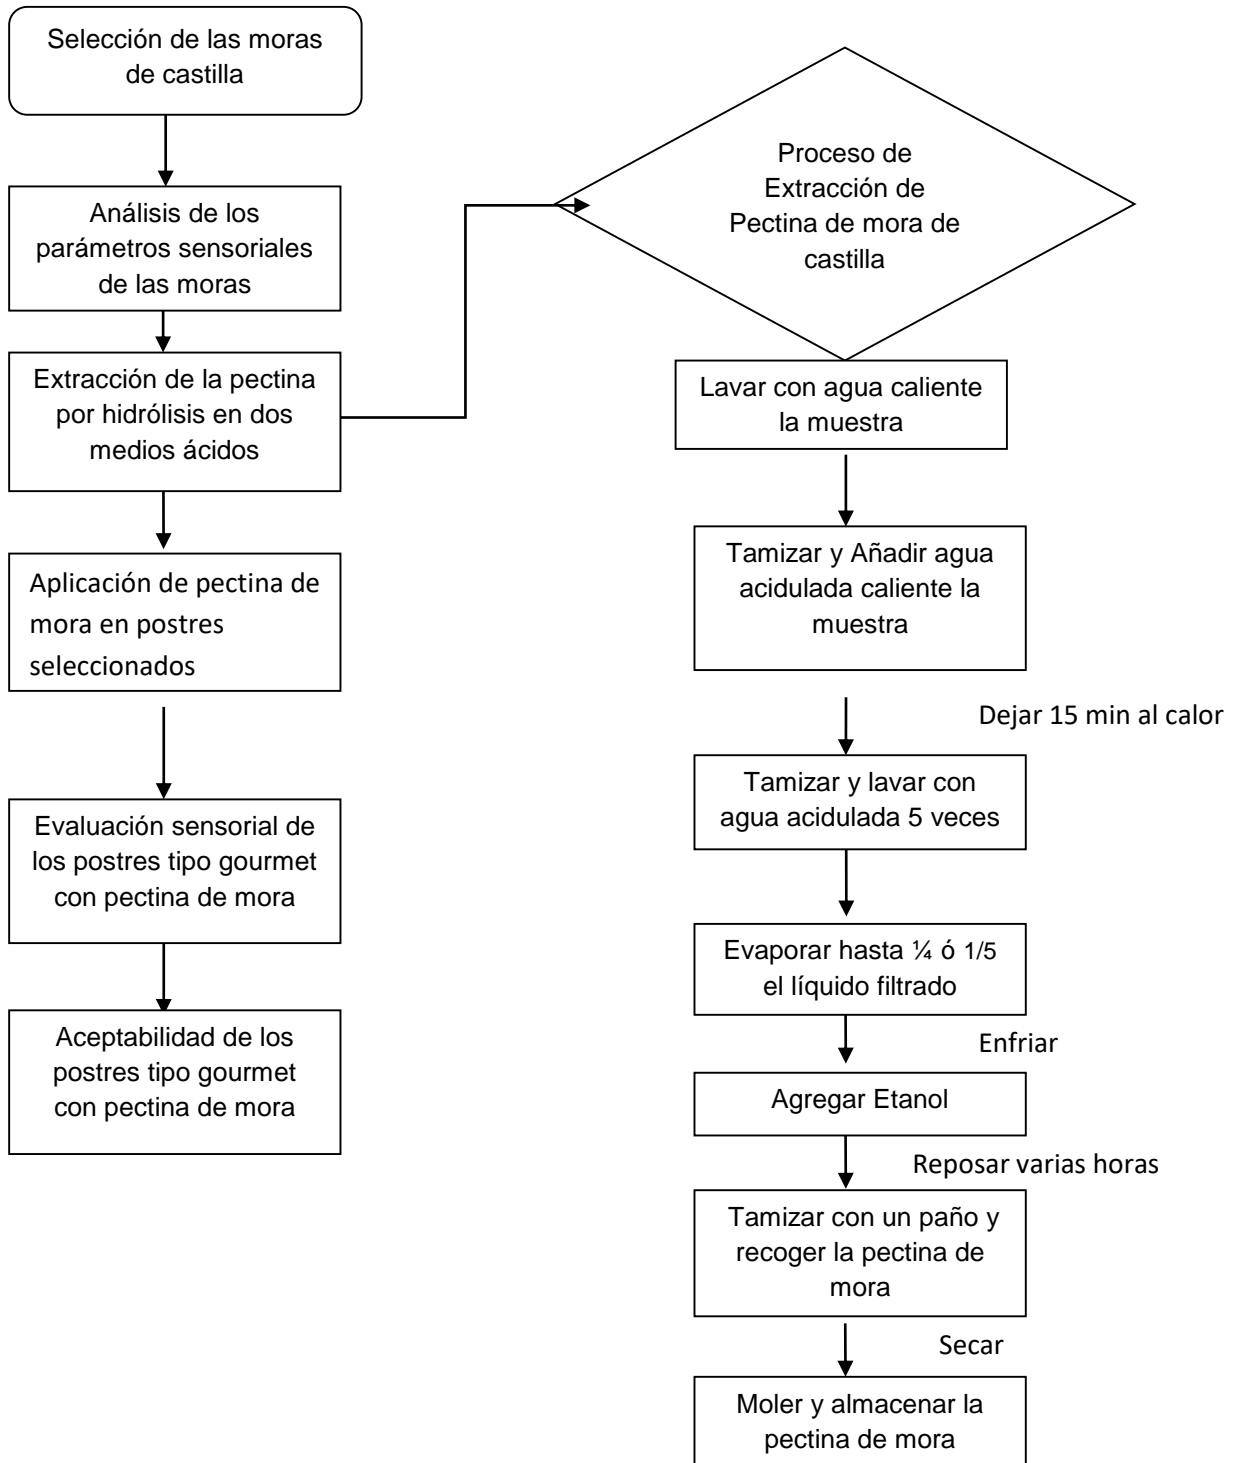 Selección de las moras
de castilla
Análisis de los
parámetros sensoriales
de las moras
Extracción de la pectina
por hidrólisis en dos
medios ácidos
Aplicación de pectina de
mora en postres
seleccionados
Evaluación sensorial de
los postres tipo gourmet
con pectina de mora
Aceptabilidad de los
postres tipo gourmet
con pectina de mora
Proceso de
Extracción de
Pectina de mora de
castilla
Lavar con agua caliente
la muestra
Tamizar y Añadir agua
acidulada caliente la
muestra
Dejar 15 min al calor
Tamizar y lavar con
agua acidulada 5 veces
Evaporar hasta ¼ ó 1/5
el líquido filtrado
Enfriar
Agregar Etanol
Reposar varias horas
Tamizar con un paño y
recoger la pectina de
mora
Secar
Moler y almacenar la
pectina de mora